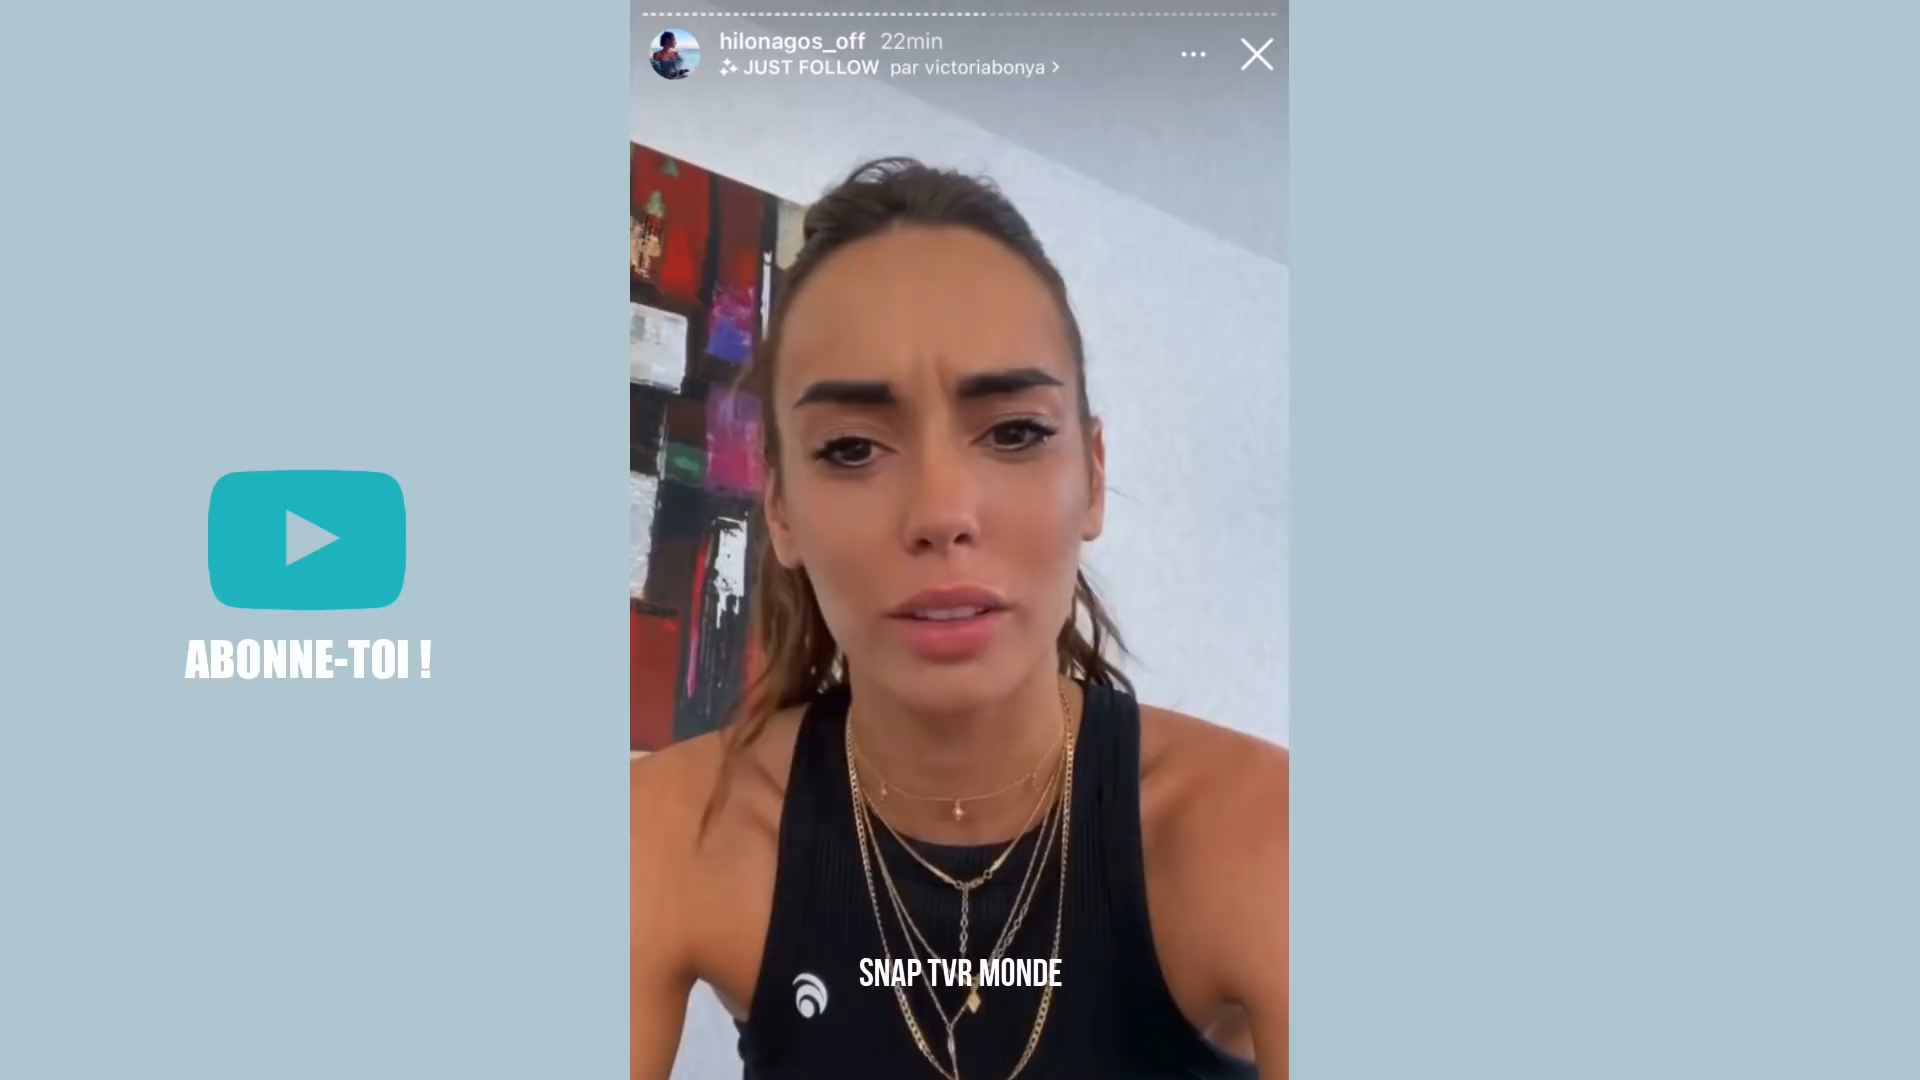 hilonagos_off 22min
JUST FOLLOW par victoriabonya >
ABONNE-TOI !
SNAP TVR MONDE